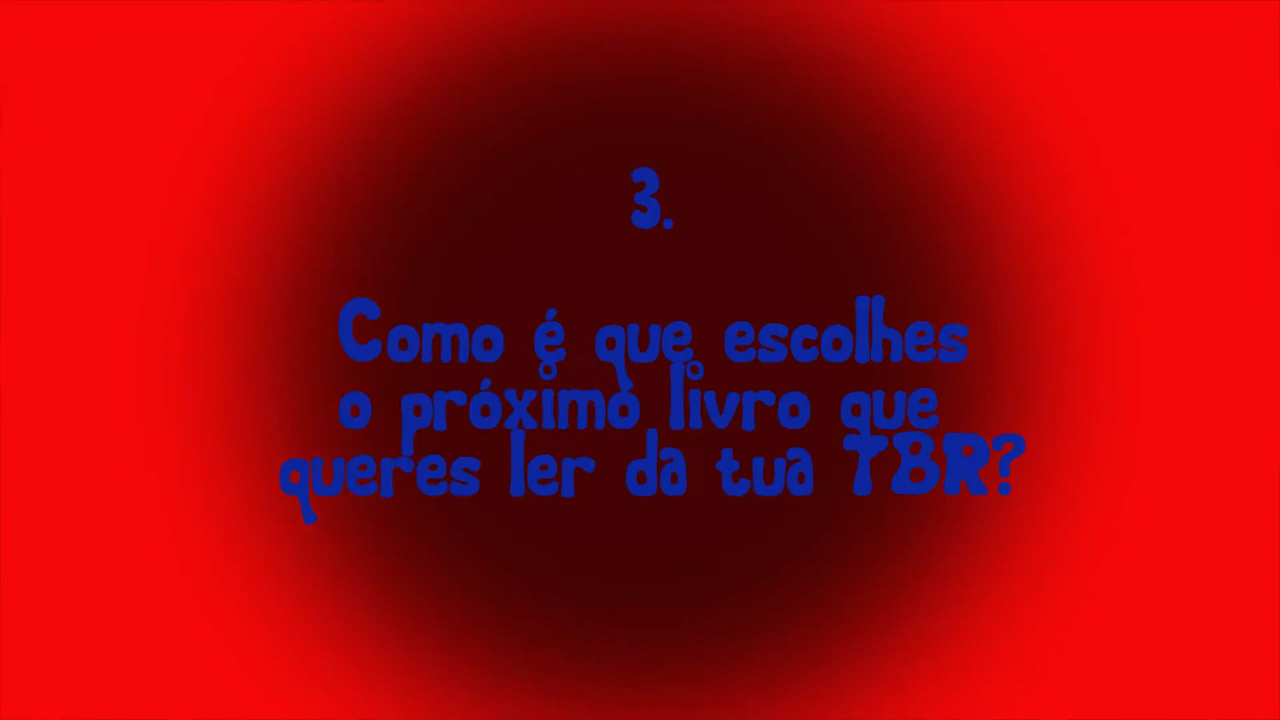 3.
Como é que escolhes
o próximo livro que
queres ler da tua TBR?